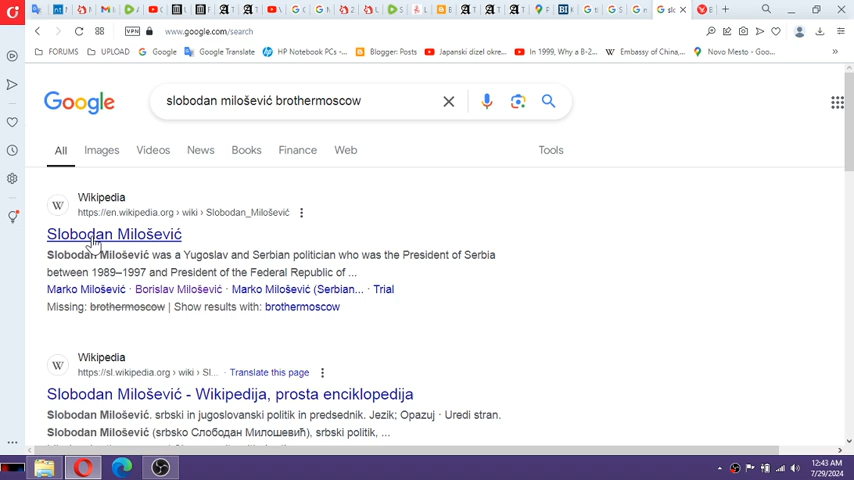 www.google.com/search
VPN
FORUMS
UPLOAD
Google
Google Translate
HP Notebook PCs -...
Blogger: Posts
Japanski dizel okre...
In 1999, Why a B-2...
Embassy of China,...
Novo Mesto - Goo...
Google
slobodan milošević brothermoscow
All
Images
Videos
News
Books
Finance
Web
Tools
Wikipedia
https://en.wikipedia.org › wiki › Slobodan_Milošević
Slobodan Milošević
Slobodan Milošević was a Yugoslav and Serbian politician who was the President of Serbia
between 1989–1997 and President of the Federal Republic of ...
Marko Milošević · Borislav Milošević · Marko Milošević (Serbian... · Trial
Missing: brothermoscow | Show results with: brothermoscow
Wikipedia
https://sl.wikipedia.org › wiki › Sl... · Translate this page
Slobodan Milošević - Wikipedija, prosta enciklopedija
Slobodan Milošević. srbski in jugoslovanski politik in predsednik. Jezik; Opazuj · Uredi stran.
Slobodan Milošević (srbsko Слободан Милошевић), srbski politik, ...
12:43 AM
7/29/2024